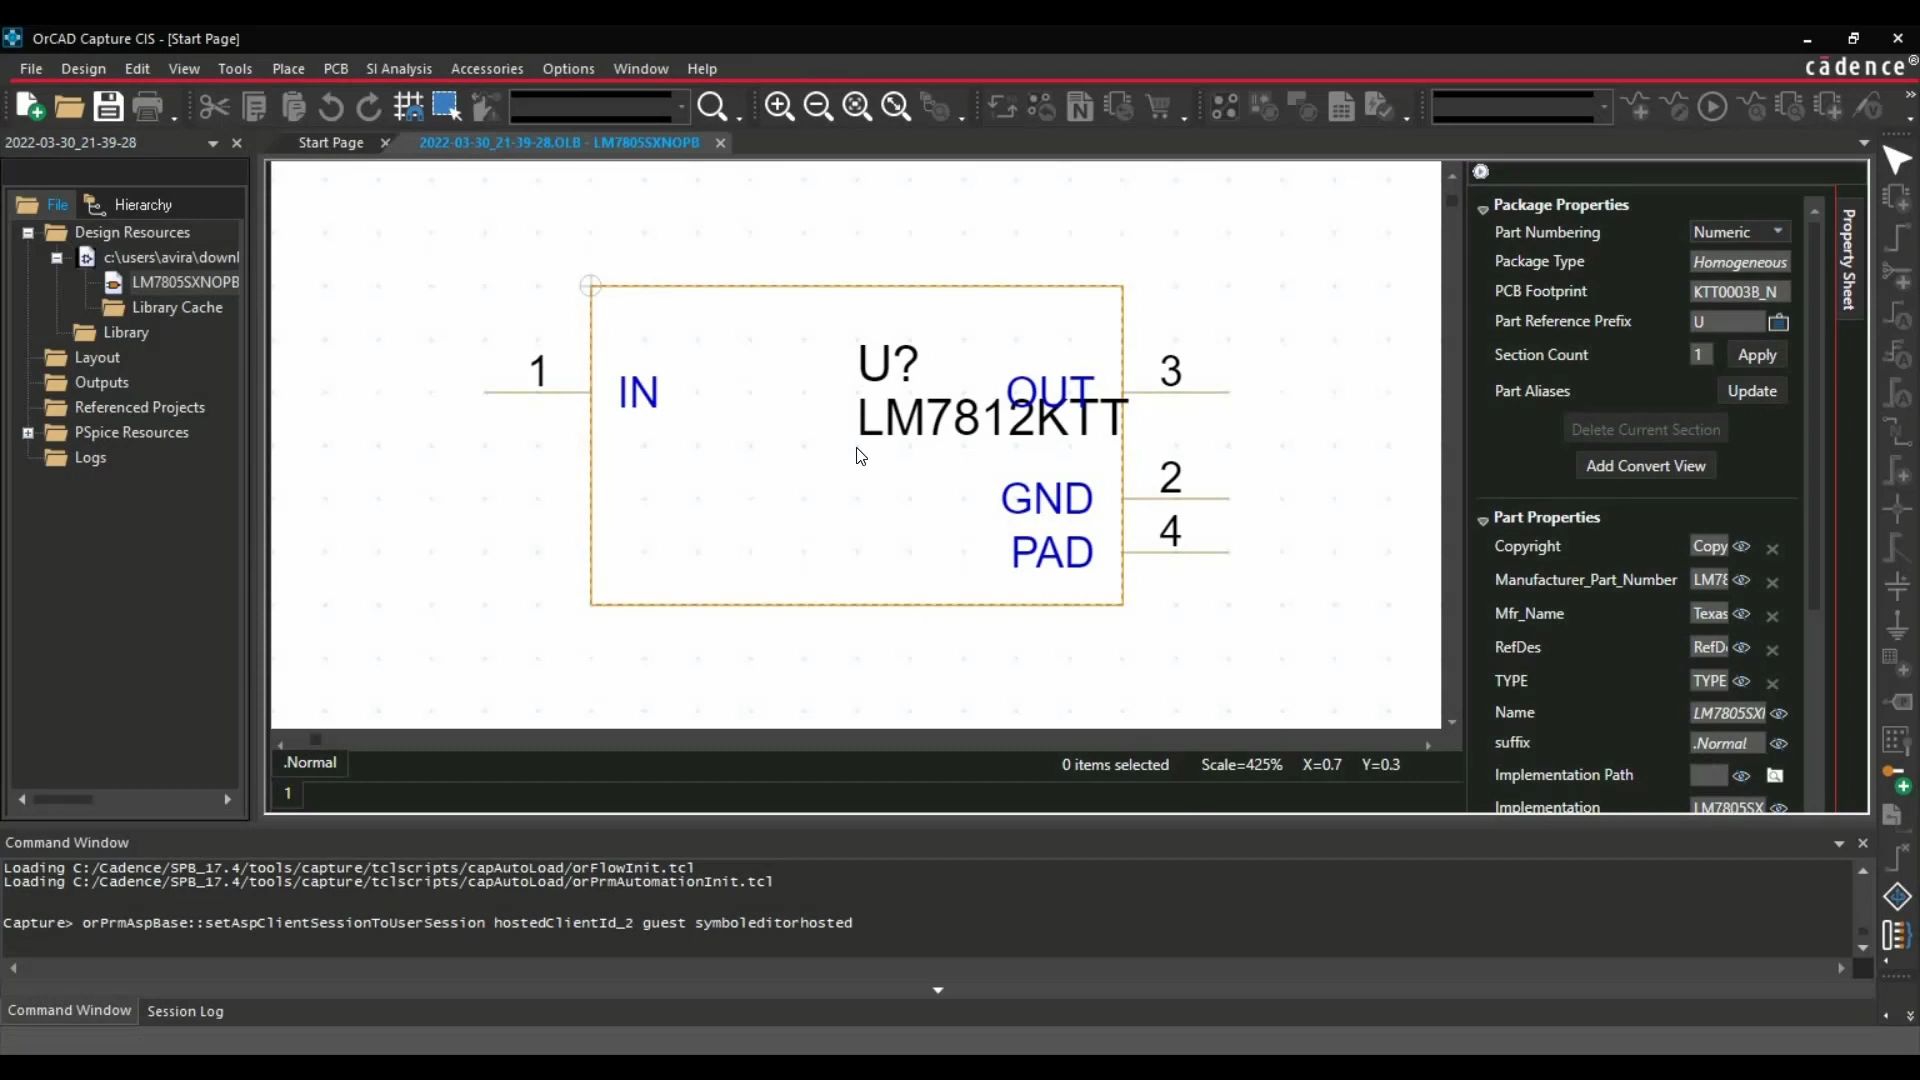 OrCAD Capture CIS - [Start Page]
File Design Edit View Tools Place PCB SI Analysis Accessories Options Window Help
cādence®
2022-03-30_21-39-28
Start Page
2022-03-30_21-39-28.OLB - LM7805SXNOPB
File
Hierarchy
Design Resources
c:\users\avira\downl
LM7805SXNOPB
Library Cache
Library
Layout
Outputs
Referenced Projects
PSpice Resources
Logs
1
IN
U?
LM7812KTT
OUT
3
GND
2
PAD
4
Package Properties
Part Numbering Numeric
Package Type Homogeneous
PCB Footprint KTT0003B_N
Part Reference Prefix U
Section Count 1 Apply
Part Aliases Update
Delete Current Section
Add Convert View
Part Properties
Copyright Copy
Manufacturer_Part_Number LM78
Mfr_Name Texas
RefDes RefD
TYPE TYPE
Name LM7805SX
suffix .Normal
Implementation Path
Implementation LM7805SX
Property Sheet
.Normal
0 items selected Scale=425% X=0.7 Y=0.3
1
Command Window
Loading C:/Cadence/SPB_17.4/tools/capture/tclscripts/capAutoLoad/orFlowInit.tcl
Loading C:/Cadence/SPB_17.4/tools/capture/tclscripts/capAutoLoad/orPrmAutomationInit.tcl
Capture> orPrmAspBase::setAspClientSessionToUserSession hostedClientId_2 guest symboleditorhosted
Command Window
Session Log